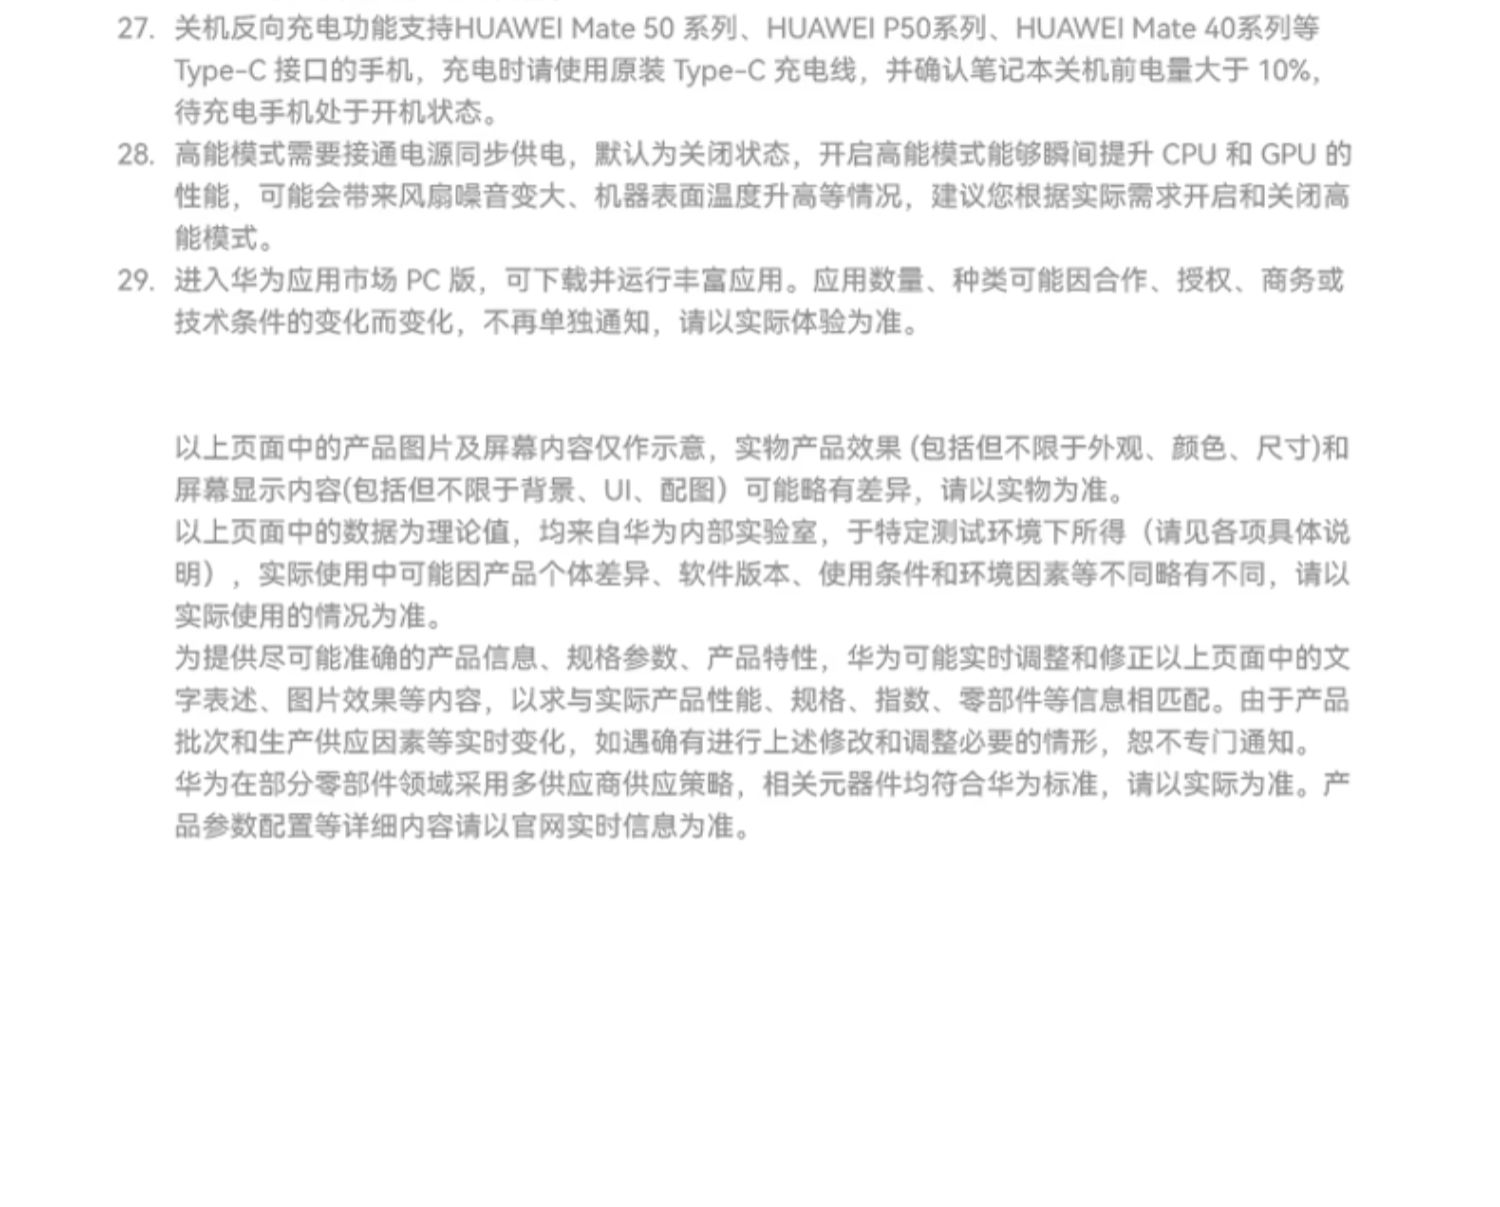 27. 关机反向充电功能支持HUAWEI Mate 50 系列、HUAWEI P50系列、HUAWEI Mate 40系列等
Type-C 接口的手机，充电时请使用原装 Type-C 充电线，并确认笔记本关机前电量大于 10%，
待充电手机处于开机状态。
28. 高能模式需要接通电源同步供电，默认为关闭状态，开启高能模式能够瞬间提升 CPU 和 GPU 的
性能，可能会带来风扇噪音变大、机器表面温度升高等情况，建议您根据实际需求开启和关闭高
能模式。
29. 进入华为应用市场 PC 版，可下载并运行丰富应用。应用数量、种类可能因合作、授权、商务或
技术条件的变化而变化，不再单独通知，请以实际体验为准。
以上页面中的产品图片及屏幕内容仅作示意，实物产品效果 (包括但不限于外观、颜色、尺寸)和
屏幕显示内容(包括但不限于背景、UI、配图）可能略有差异，请以实物为准。
以上页面中的数据为理论值，均来自华为内部实验室，于特定测试环境下所得（请见各项具体说
明），实际使用中可能因产品个体差异、软件版本、使用条件和环境因素等不同略有不同，请以
实际使用的情况为准。
为提供尽可能准确的产品信息、规格参数、产品特性，华为可能实时调整和修正以上页面中的文
字表述、图片效果等内容，以求与实际产品性能、规格、指数、零部件等信息相匹配。由于产品
批次和生产供应因素等实时变化，如遇确有进行上述修改和调整必要的情形，恕不专门通知。
华为在部分零部件领域采用多供应商供应策略，相关元器件均符合华为标准，请以实际为准。产
品参数配置等详细内容请以官网实时信息为准。